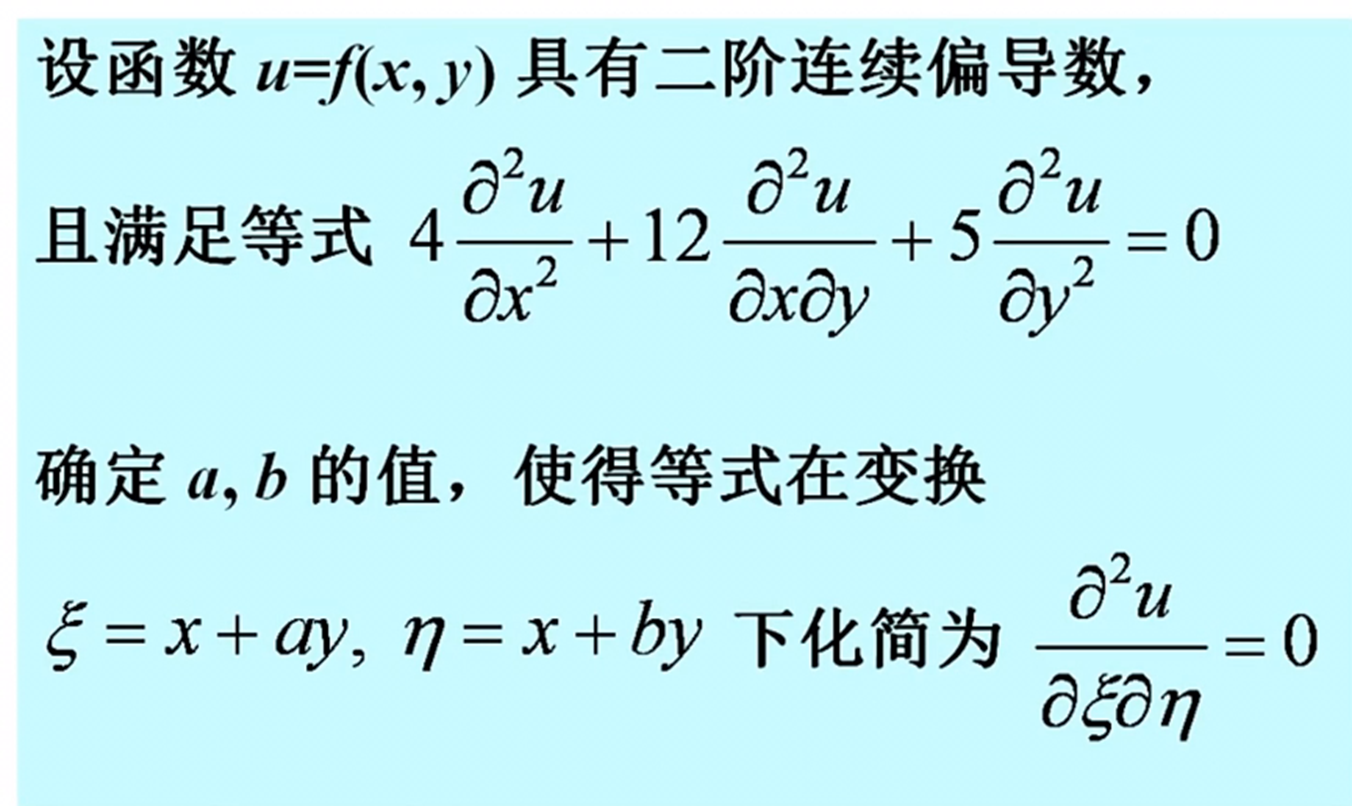 设函数 u=f(x, y) 具有二阶连续偏导数，
且满足等式 4 ∂²u/∂x² + 12 ∂²u/∂x∂y + 5 ∂²u/∂y² = 0
确定 a, b 的值，使得等式在变换
ξ = x + ay, η = x + by 下化简为 ∂²u/∂ξ∂η = 0